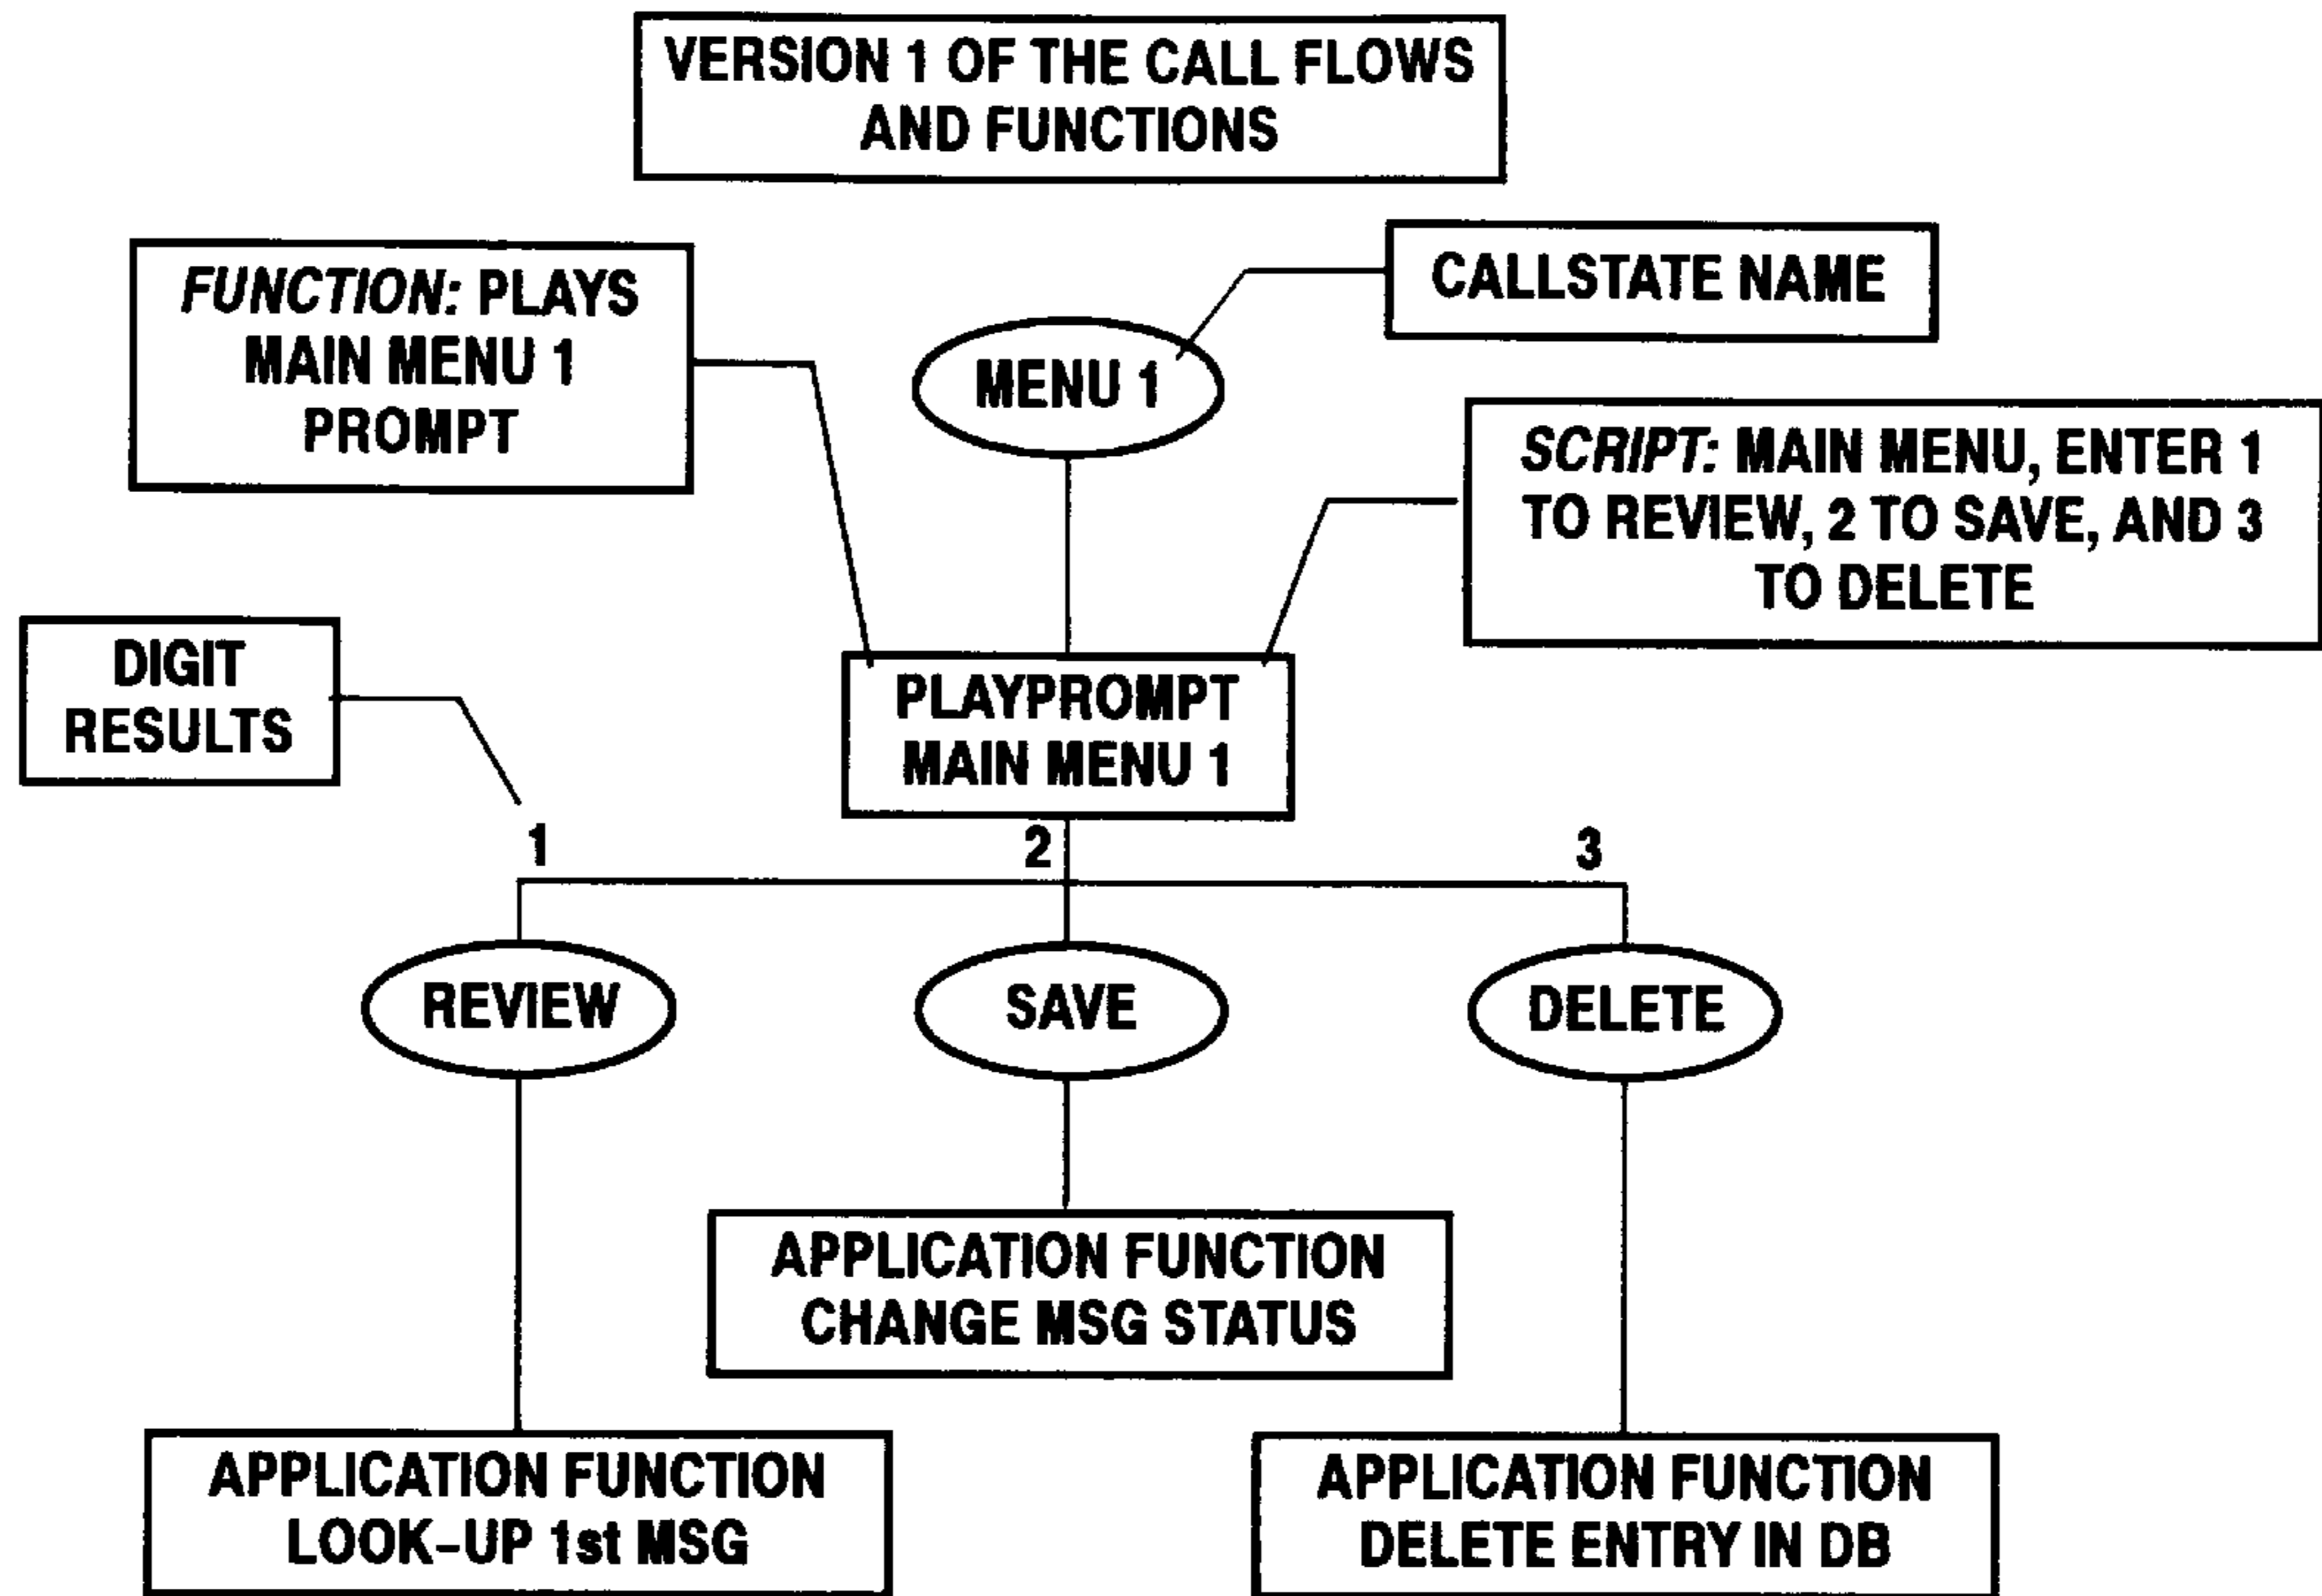 VERSION 1 OF THE CALL FLOWS
AND FUNCTIONS
FUNCTION: PLAYS
MAIN MENU 1
PROMPT
CALLSTATE NAME
MENU 1
SCRIPT: MAIN MENU, ENTER 1
TO REVIEW, 2 TO SAVE, AND 3
TO DELETE
DIGIT
RESULTS
PLAYPROMPT
MAIN MENU 1
1
2
3
REVIEW
SAVE
DELETE
APPLICATION FUNCTION
CHANGE MSG STATUS
APPLICATION FUNCTION
LOOK-UP 1st MSG
APPLICATION FUNCTION
DELETE ENTRY IN DB